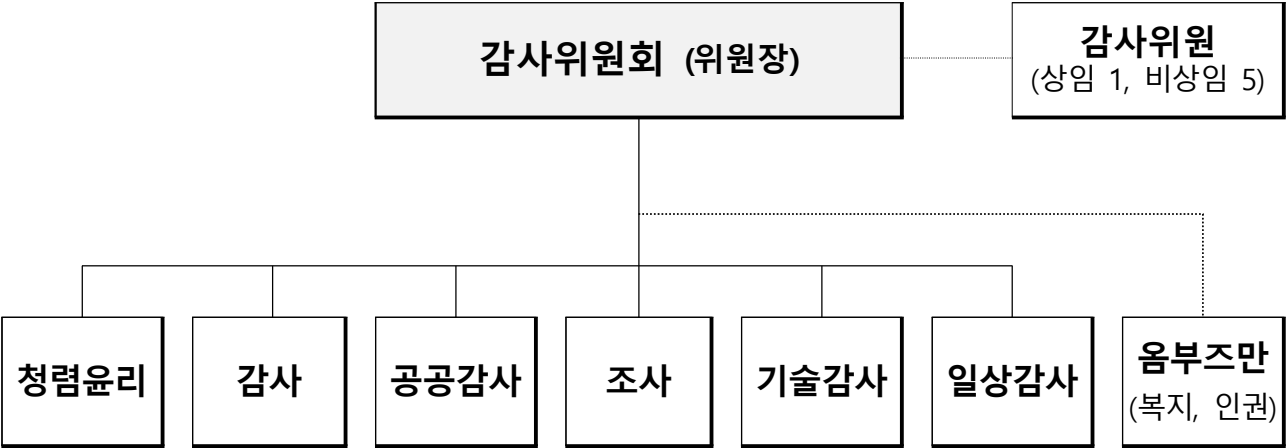 감사위원회 (위원장)
감사위원
(상임 1, 비상임 5)
청렴윤리
감사
공공감사
조사
기술감사
일상감사
옴부즈만
(복지, 인권)